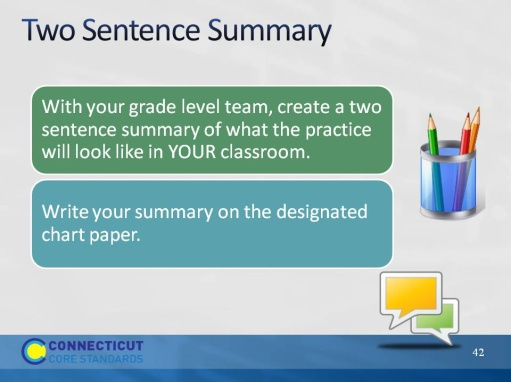 Two Sentence Summary
With your grade level team, create a two
sentence summary of what the practice
will look like in YOUR classroom.
Write your summary on the designated
chart paper.
CONNECTICUT
CORE STANDARDS
42